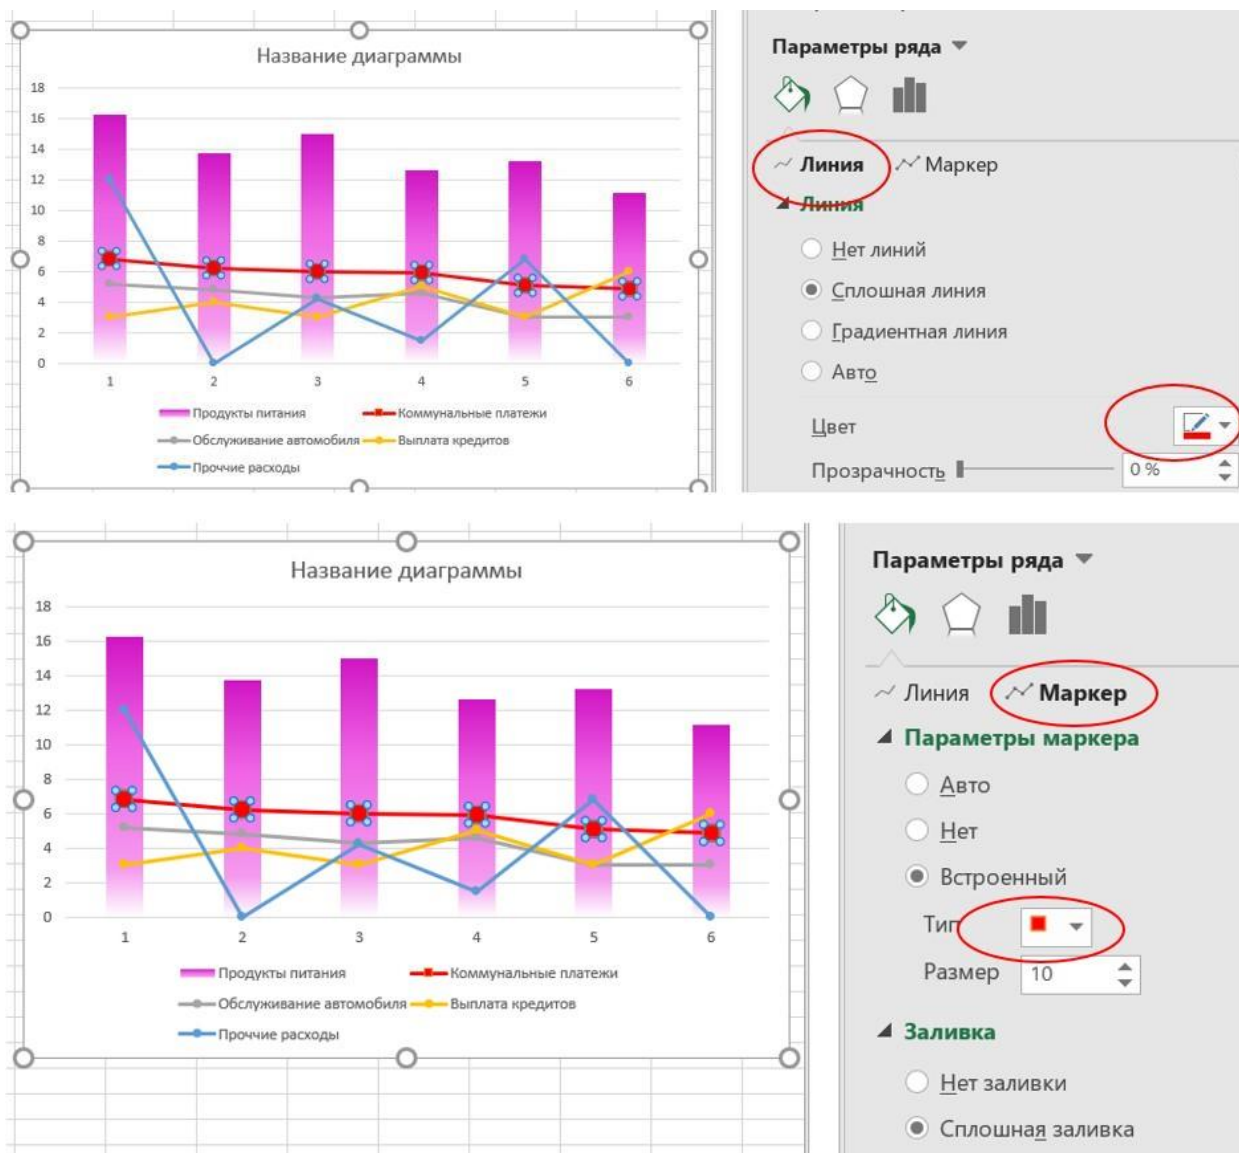 Название диаграммы
18
16
14
12
10
8
6
4
2
0
1 2 3 4 5 6
Продукты питания Коммунальные платежи
Обслуживание автомобиля Выплата кредитов
Проччие расходы
Параметры ряда
Линия Маркер
Линия
Нет линий
Сплошная линия
Градиентная линия
Авто
Цвет
Прозрачность 0 %
Название диаграммы
18
16
14
12
10
8
6
4
2
0
1 2 3 4 5 6
Продукты питания Коммунальные платежи
Обслуживание автомобиля Выплата кредитов
Проччие расходы
Параметры ряда
Линия Маркер
Параметры маркера
Авто
Нет
Встроенный
Тип
Размер 10
Заливка
Нет заливки
Сплошная заливка